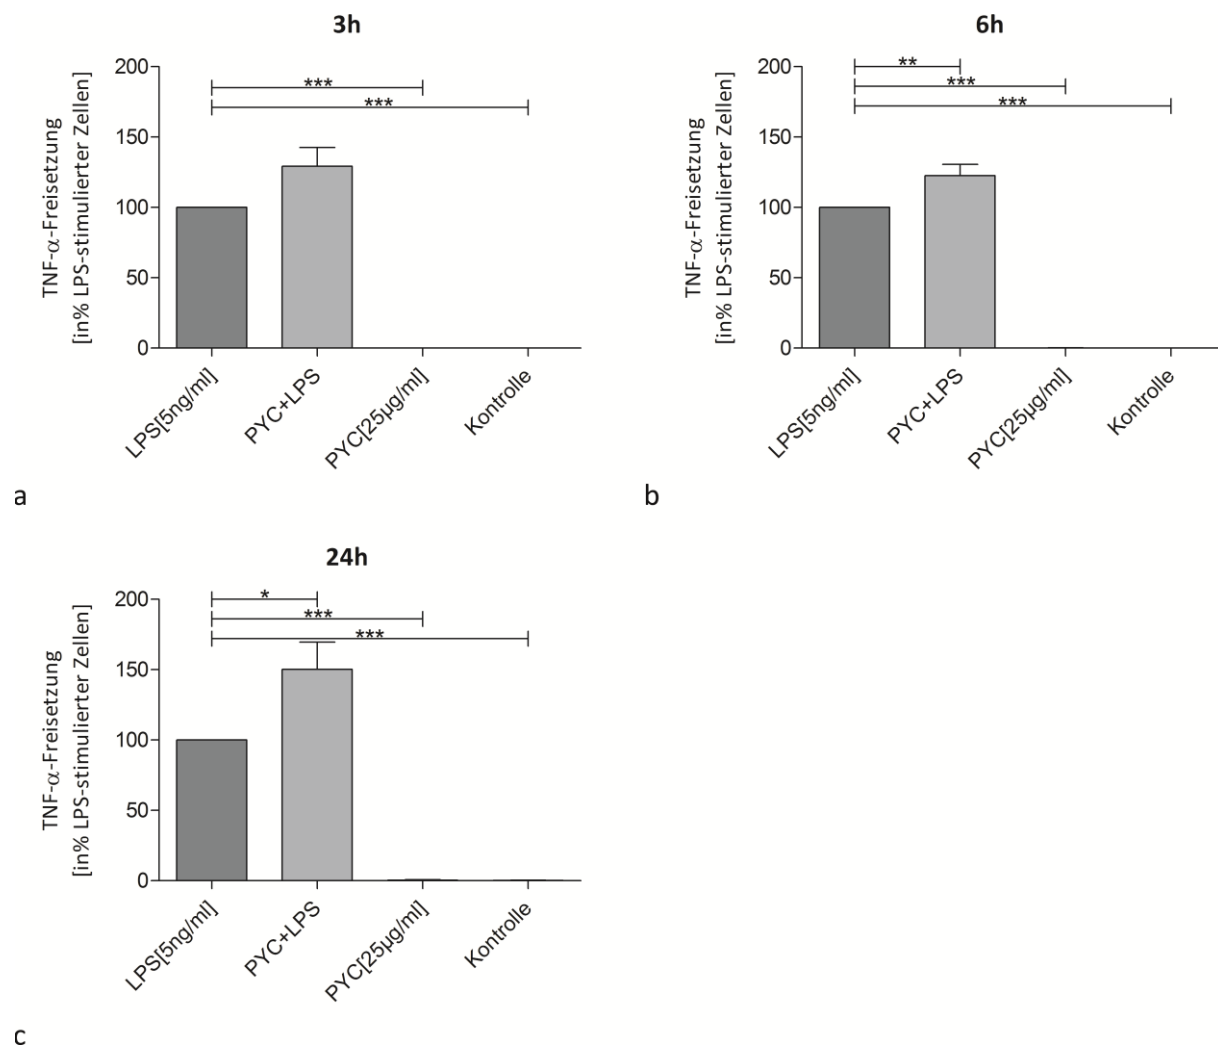 3h
200
150
100
50
0
TNF-α-Freisetzung
[in% LPS-stimulierter Zellen]
***
***
LPS[5ng/ml]
PYC+LPS
PYC[25µg/ml]
Kontrolle
a
6h
200
150
100
50
0
TNF-α-Freisetzung
[in% LPS-stimulierter Zellen]
**
***
***
LPS[5ng/ml]
PYC+LPS
PYC[25µg/ml]
Kontrolle
b
24h
200
150
100
50
0
TNF-α-Freisetzung
[in% LPS-stimulierter Zellen]
*
***
***
LPS[5ng/ml]
PYC+LPS
PYC[25µg/ml]
Kontrolle
c